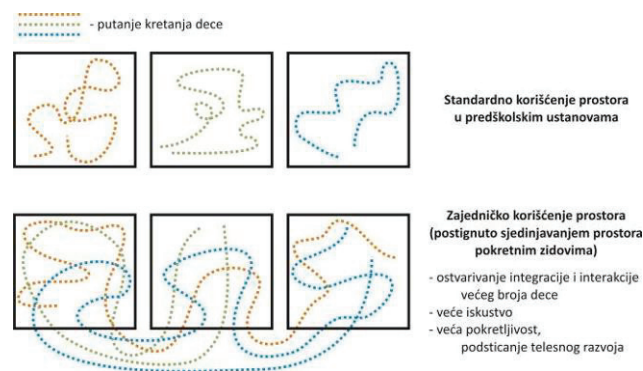 - putanje kretanja dece
Standardno korišćenje prostora
u predškolskim ustanovama
Zajedničko korišćenje prostora
(postignuto sjedinjavanjem prostora
pokretnim zidovima)
- ostvarivanje integracije i interakcije
većeg broja dece
- veće iskustvo
- veća pokretljivost,
podsticanje telesnog razvoja